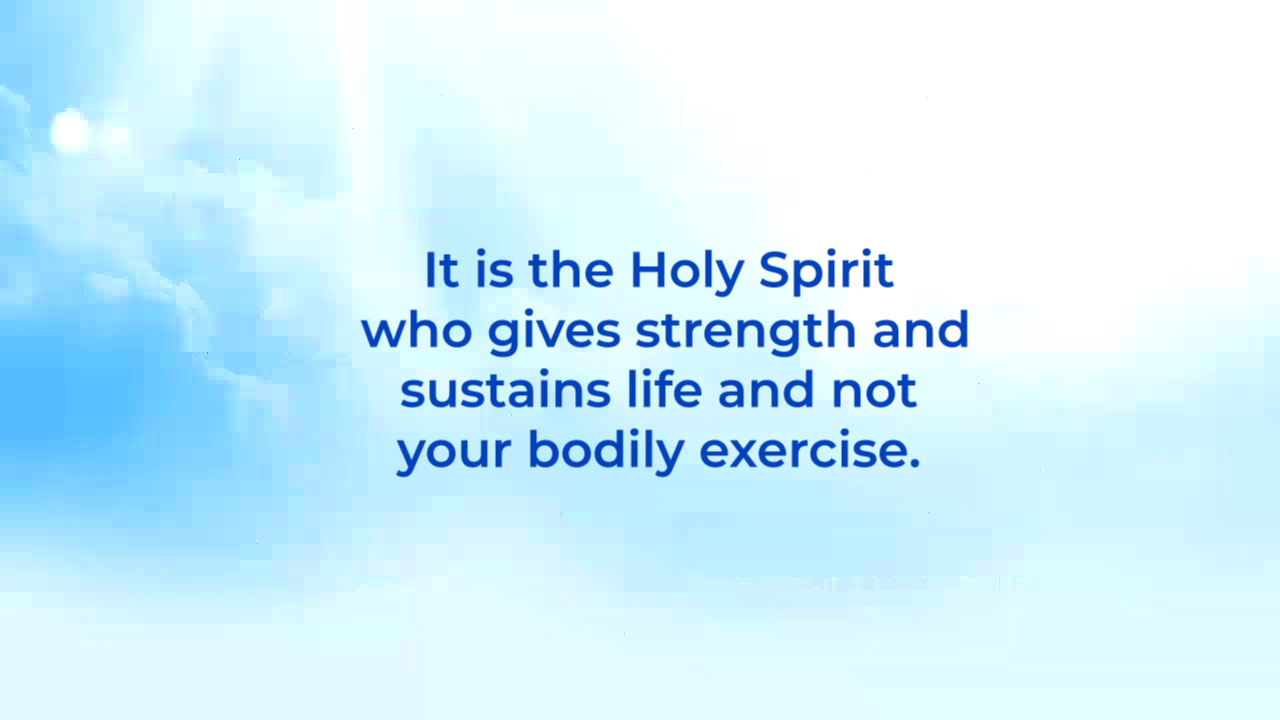 It is the Holy Spirit
who gives strength and
sustains life and not
your bodily exercise.